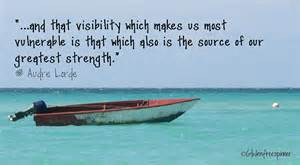 "...and that visibility which makes us most
vulnerable is that which also is the source of our
greatest strength."
@ Audre Lorde